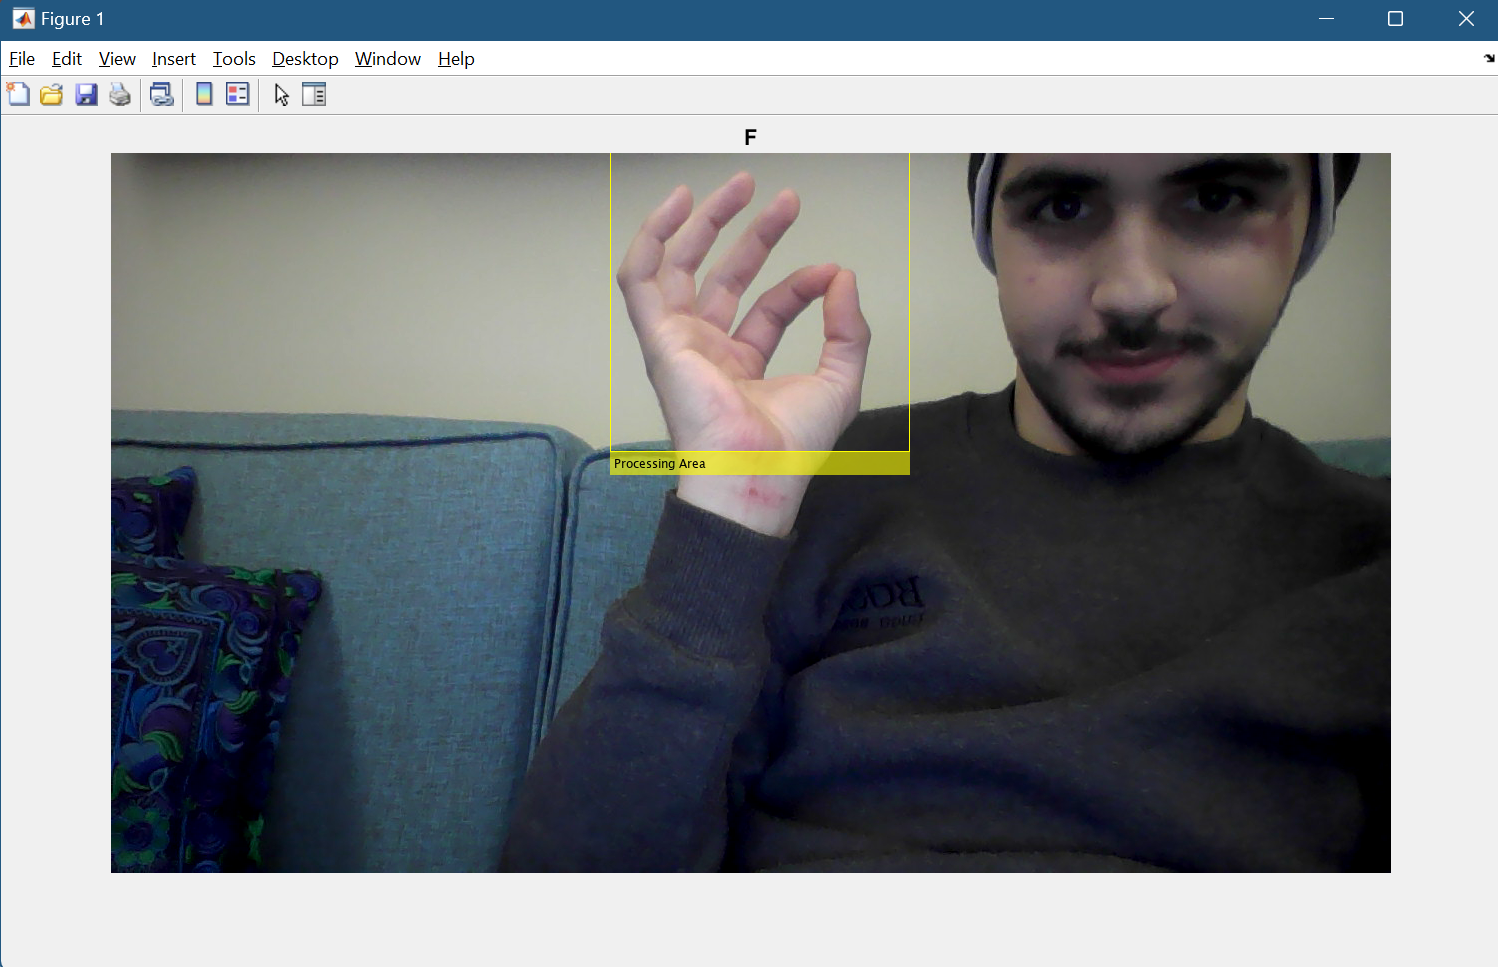 Figure 1
File Edit View Insert Tools Desktop Window Help
F
Processing Area